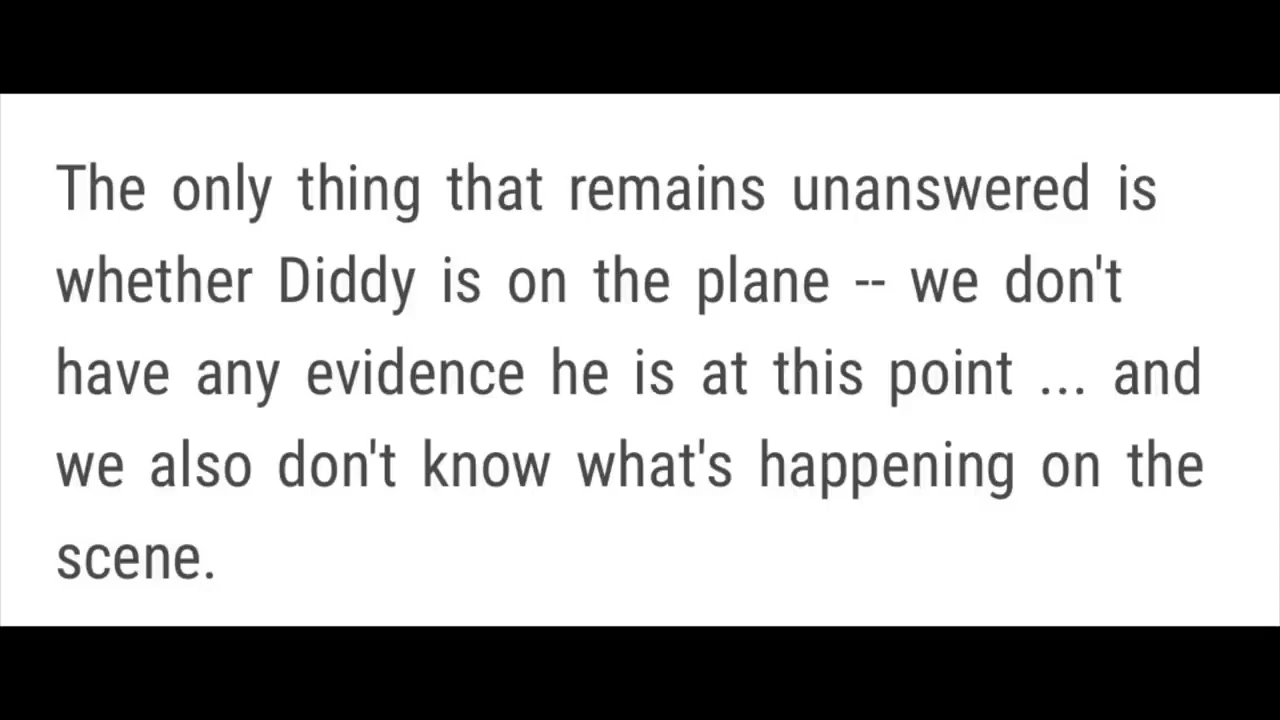 The only thing that remains unanswered is
whether Diddy is on the plane -- we don't
have any evidence he is at this point ... and
we also don't know what's happening on the
scene.